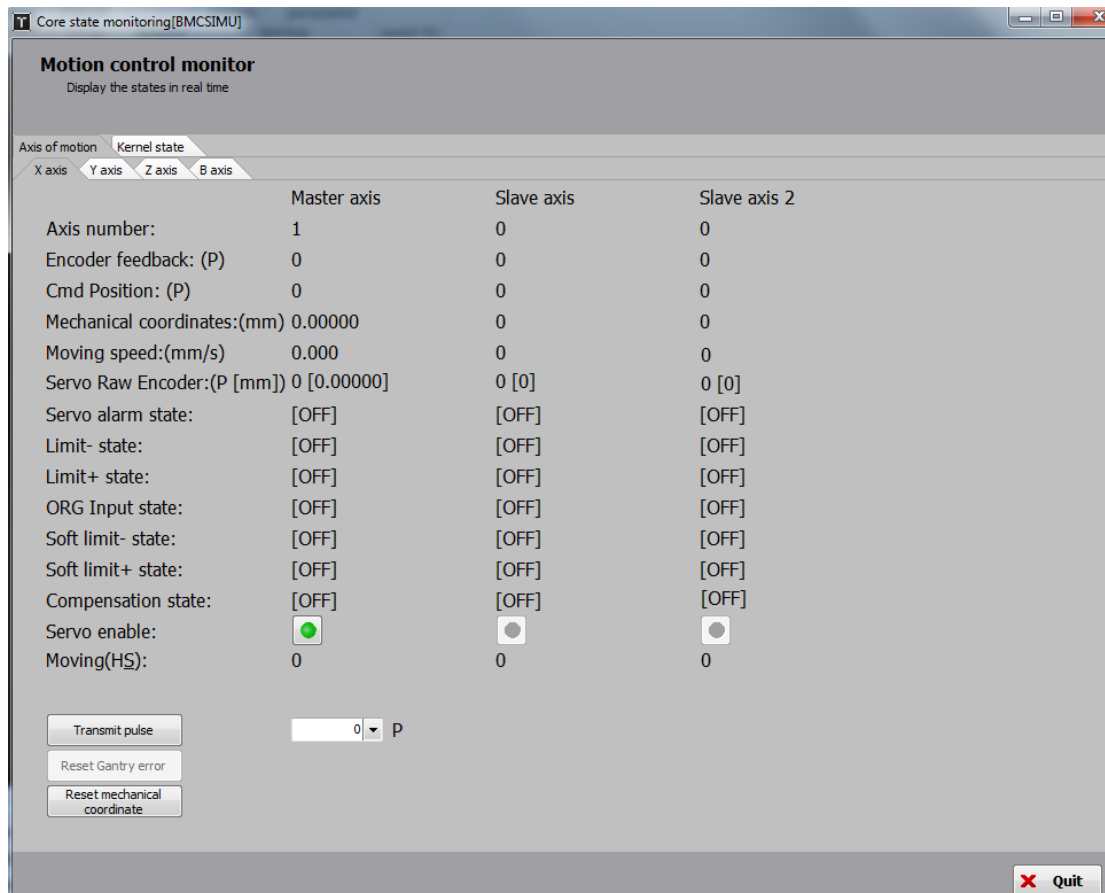 Core state monitoring[BMCSIMU]
Motion control monitor
Display the states in real time
Axis of motion Kernel state
X axis Y axis Z axis B axis
Master axis Slave axis Slave axis 2
Axis number: 1 0 0
Encoder feedback: (P) 0 0 0
Cmd Position: (P) 0 0 0
Mechanical coordinates:(mm) 0.00000 0 0
Moving speed:(mm/s) 0.000 0 0
Servo Raw Encoder:(P [mm]) 0 [0.00000] 0 [0] 0 [0]
Servo alarm state: [OFF] [OFF] [OFF]
Limit- state: [OFF] [OFF] [OFF]
Limit+ state: [OFF] [OFF] [OFF]
ORG Input state: [OFF] [OFF] [OFF]
Soft limit- state: [OFF] [OFF] [OFF]
Soft limit+ state: [OFF] [OFF] [OFF]
Compensation state: [OFF] [OFF] [OFF]
Servo enable:
Moving(HS): 0 0 0
Transmit pulse 0 P
Reset Gantry error
Reset mechanical
coordinate
Quit